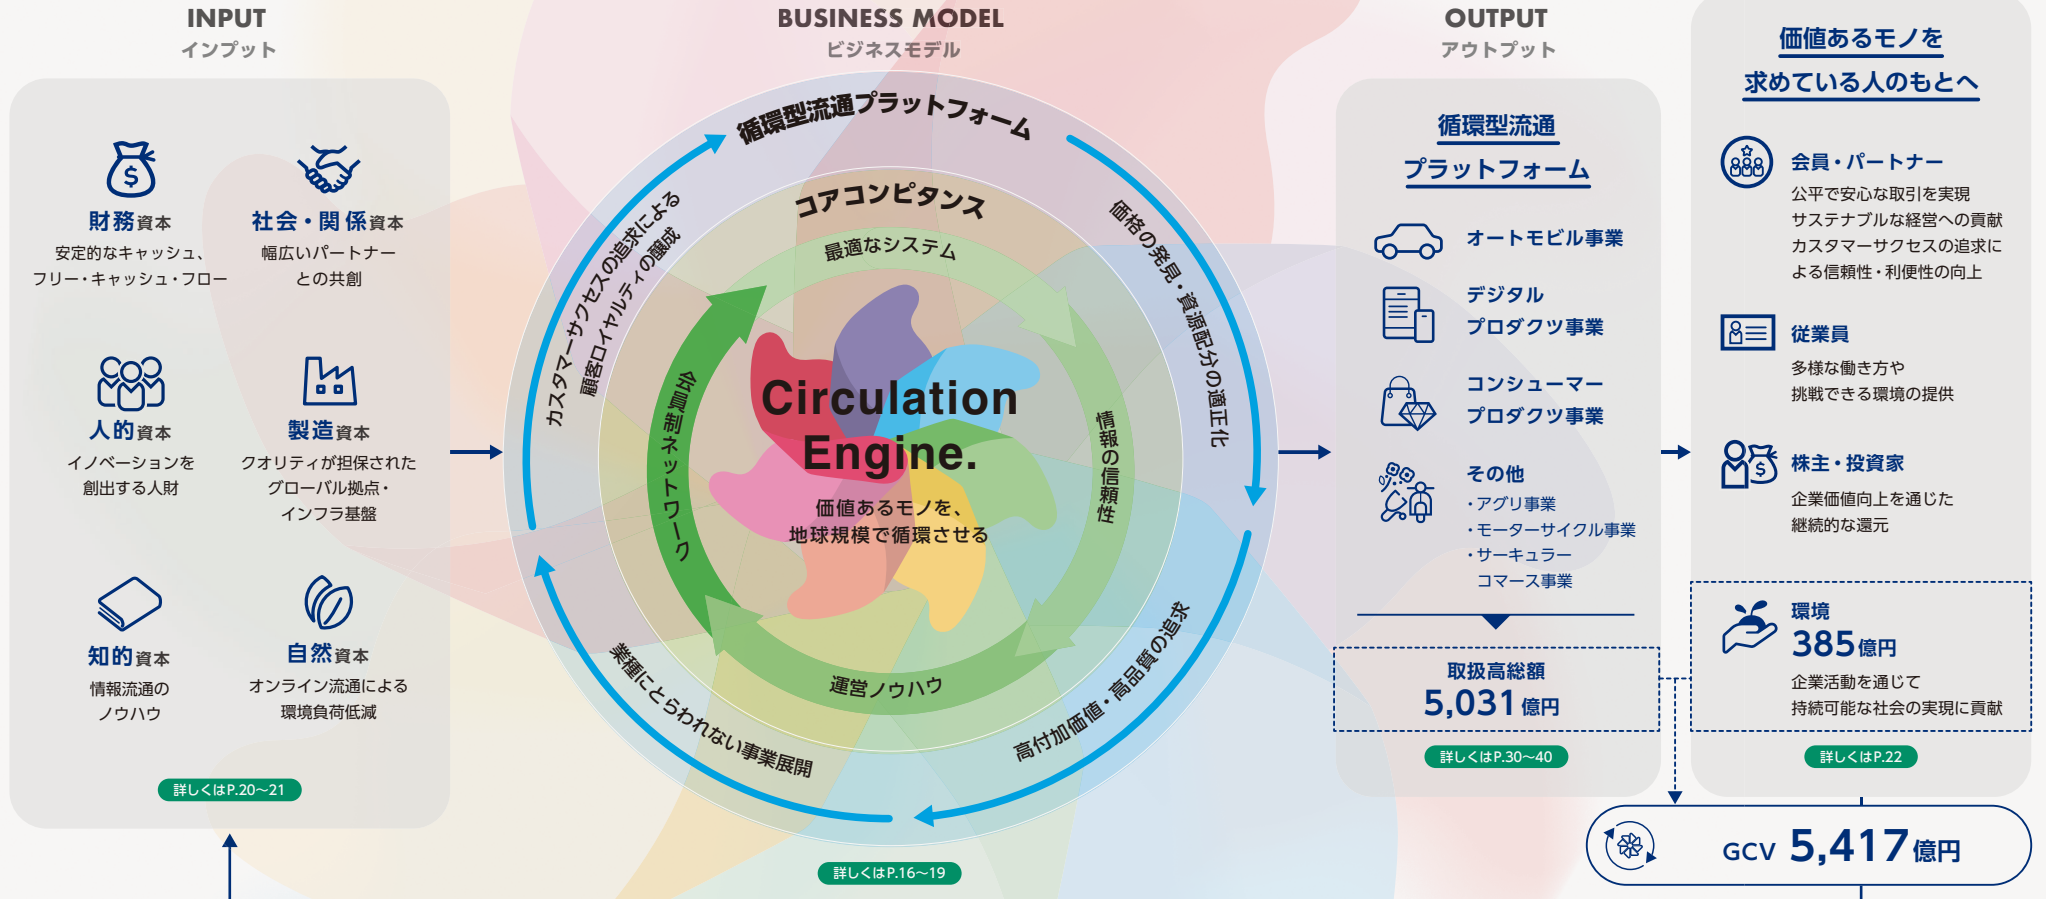 INPUT
インプット
財務資本
安定的なキャッシュ、
フリー・キャッシュ・フロー
社会・関係資本
幅広いパートナー
との共創
人的資本
イノベーションを
創出する人財
製造資本
クオリティが担保された
グローバル拠点・
インフラ基盤
知的資本
情報流通の
ノウハウ
自然資本
オンライン流通による
環境負荷低減
詳しくはP.20～21
BUSINESS MODEL
ビジネスモデル
循環型流通プラットフォーム
カスタマーサクセスの追求による
顧客ロイヤルティの醸成
価格の発見・資源配分の適正化
高付加価値・高品質の追求
業種にとらわれない事業展開
コアコンピタンス
最適なシステム
情報の信頼性
運営ノウハウ
会員制ネットワーク
Circulation
Engine.
価値あるモノを、
地球規模で循環させる
詳しくはP.16～19
OUTPUT
アウトプット
循環型流通
プラットフォーム
オートモビル事業
デジタル
プロダクツ事業
コンシューマー
プロダクツ事業
その他
・アグリ事業
・モーターサイクル事業
・サーキュラー
コマース事業
取扱高総額
5,031億円
詳しくはP.30～40
価値あるモノを
求めている人のもとへ
会員・パートナー
公平で安心な取引を実現
サステナブルな経営への貢献
カスタマーサクセスの追求に
よる信頼性・利便性の向上
従業員
多様な働き方や
挑戦できる環境の提供
株主・投資家
企業価値向上を通じた
継続的な還元
環境
385億円
企業活動を通じて
持続可能な社会の実現に貢献
詳しくはP.22
GCV 5,417億円